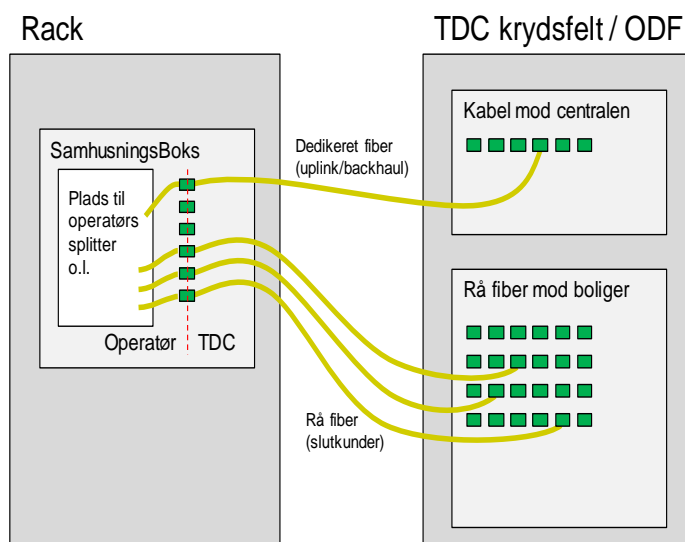 Rack
TDC krydsfelt / ODF
SamhusningsBoks
Plads til
operatørs
splitter
o.l.
Operatør
TDC
Dedikeret fiber
(uplink/backhaul)
Kabel mod centralen
Rå fiber mod boliger
Rå fiber
(slutkunder)